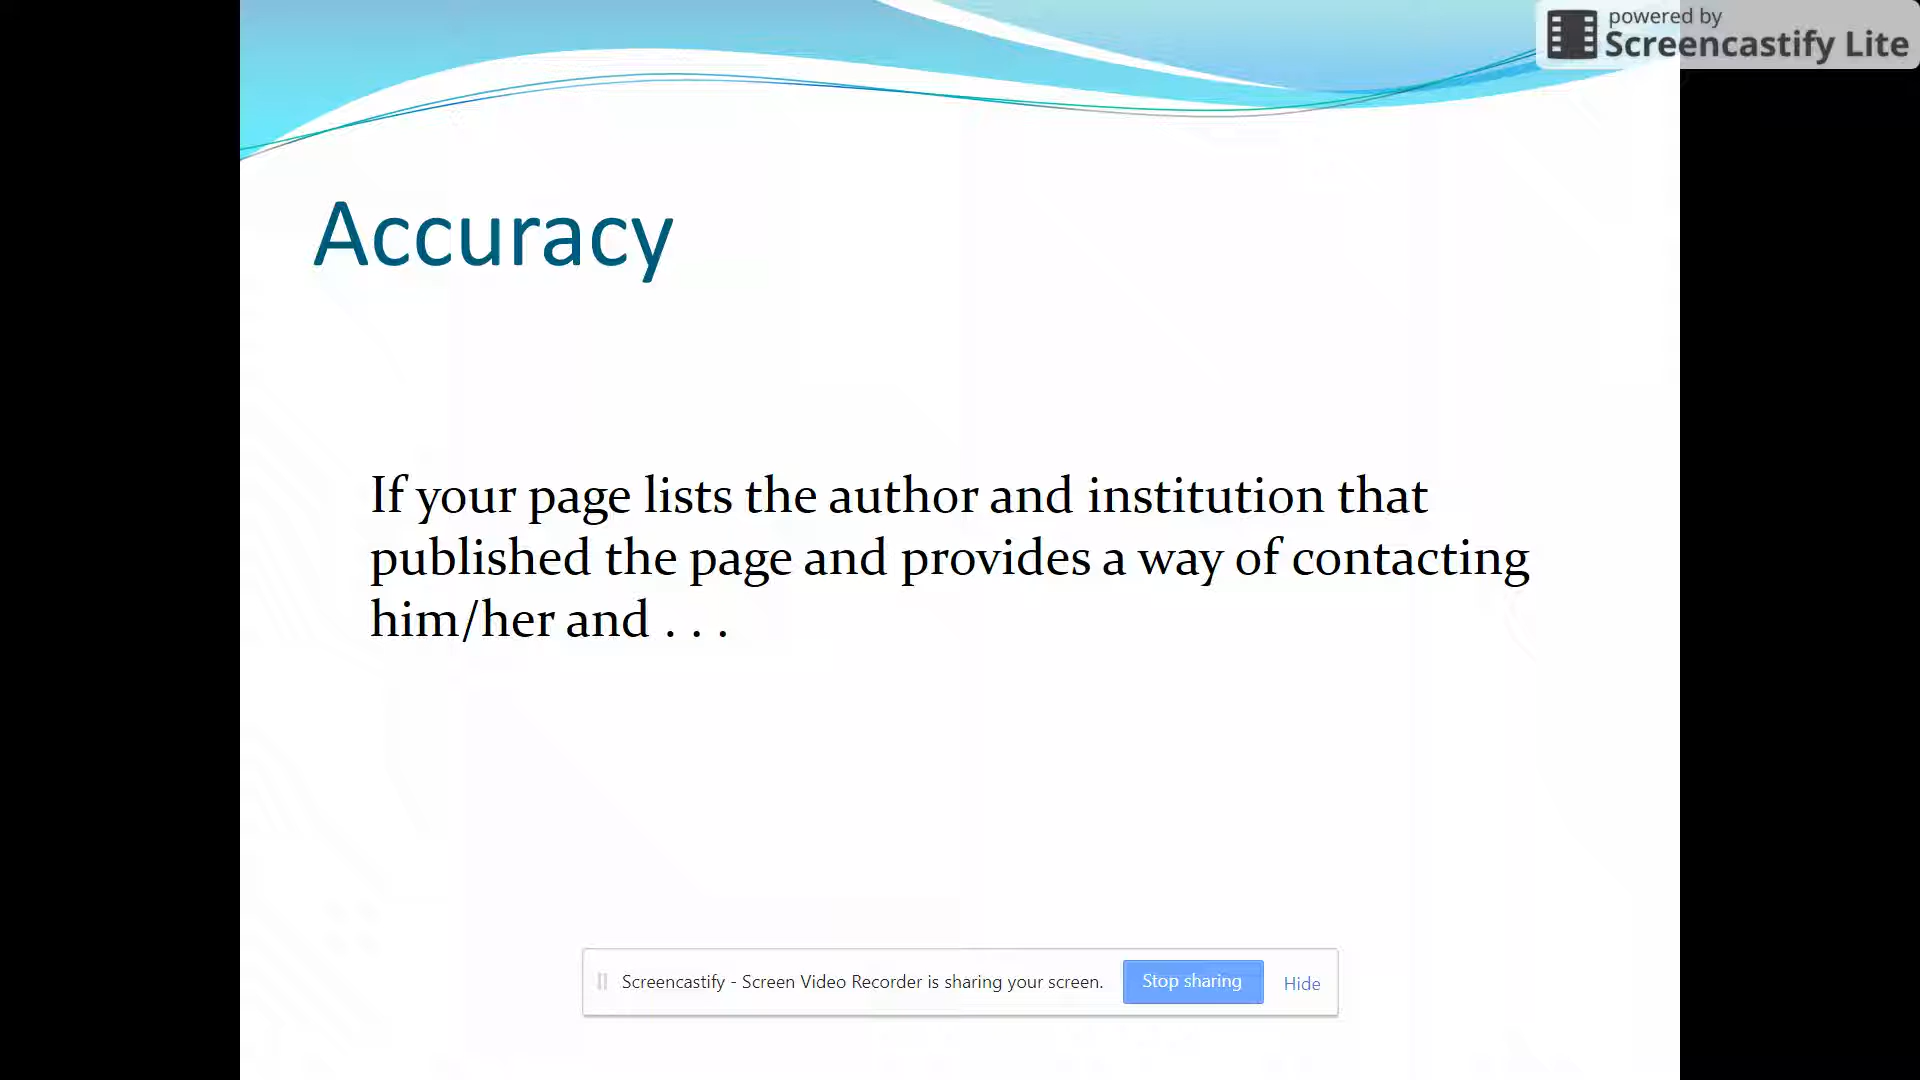 powered by
Screencastify Lite
Accuracy
If your page lists the author and institution that
published the page and provides a way of contacting
him/her and . . .
Screencastify - Screen Video Recorder is sharing your screen.
Stop sharing
Hide